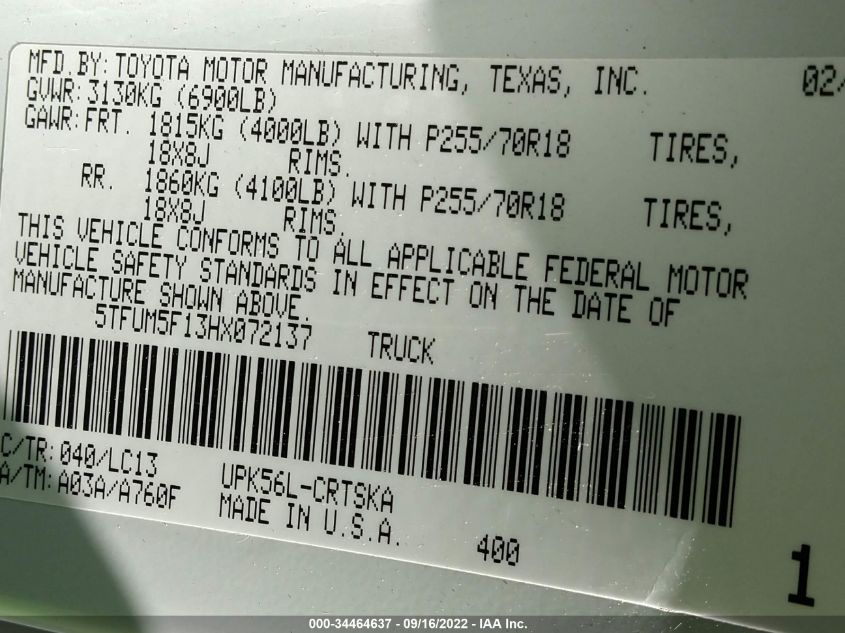 MFD.BY:TOYOTA MOTOR MANUFACTURING, TEXAS, INC. 02/
GVWR:3130KG (6900LB)
GAWR:FRT. 1815KG (4000LB) WITH P255/70R18 TIRES,
18X8J RIMS.
RR. 1860KG (4100LB) WITH P255/70R18 TIRES,
18X8J RIMS.
THIS VEHICLE CONFORMS TO ALL APPLICABLE FEDERAL MOTOR
VEHICLE SAFETY STANDARDS IN EFFECT ON THE DATE OF
MANUFACTURE SHOWN ABOVE.
5TFUM5F13HX072137 TRUCK
C/TR:040/LC13
A/TM:A03A/A760F
UPK56L-CRTSKA
MADE IN U.S.A.
400
1
000-34464637 - 09/16/2022 - IAA Inc.